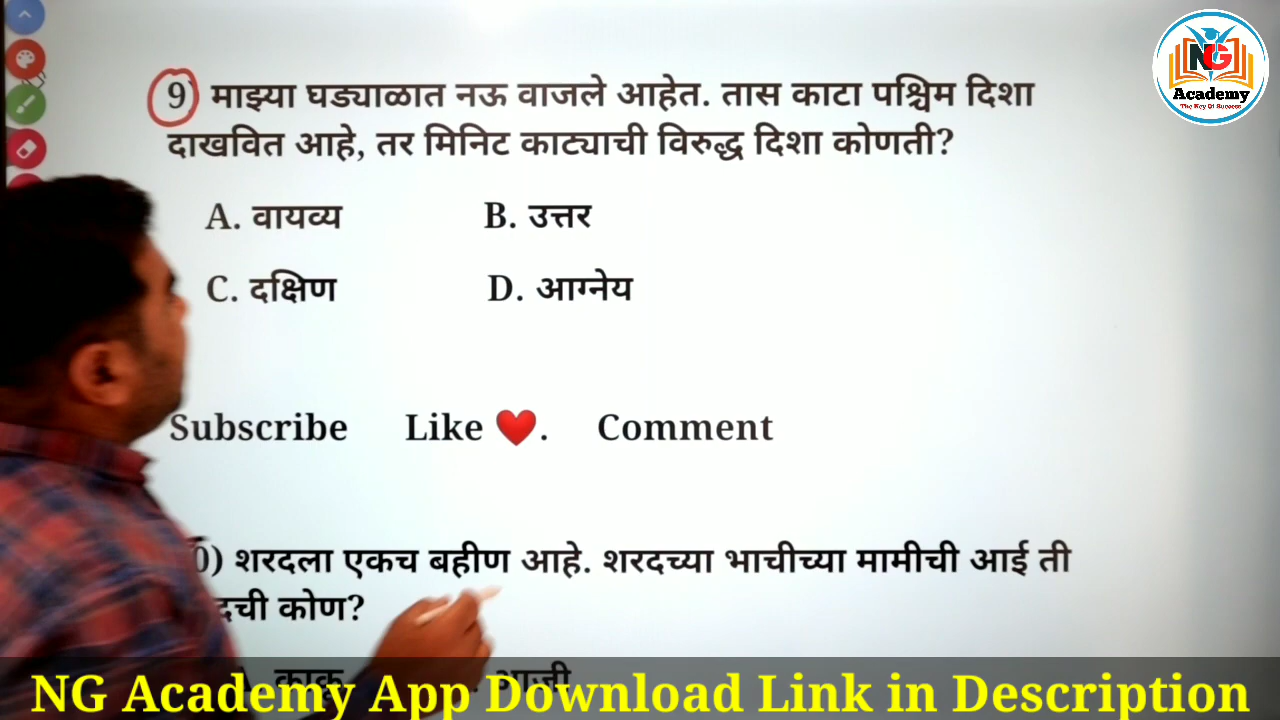 NG
Academy
The Key Of Success
9) माझ्या घड्याळात नऊ वाजले आहेत. तास काटा पश्चिम दिशा
दाखवित आहे, तर मिनिट काट्याची विरुद्ध दिशा कोणती?
A. वायव्य B. उत्तर
C. दक्षिण D. आग्नेय
Subscribe Like ❤. Comment
0) शरदला एकच बहीण आहे. शरदच्या भाचीच्या मामीची आई ती
दची कोण?
काकू आजी
NG Academy App Download Link in Description